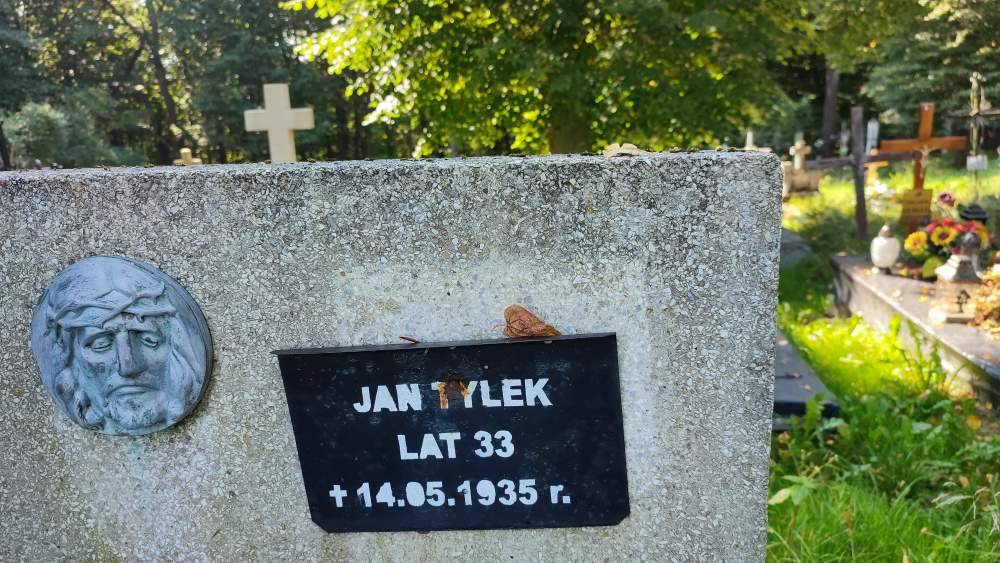 JAN TYLEK
LAT 33
✝ 14.05.1935 r.